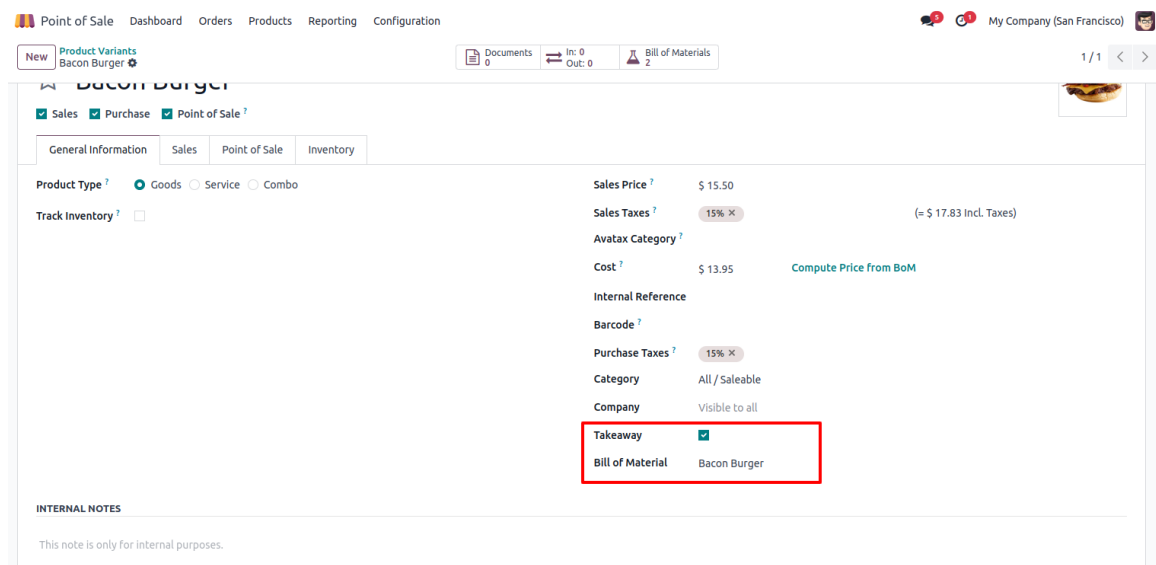 Point of Sale Dashboard Orders Products Reporting Configuration 5 1 My Company (San Francisco)
New Product Variants Documents In: 0 Bill of Materials 1 / 1
Bacon Burger 0 Out: 0 2
Bacon Burger
Sales Purchase Point of Sale ?
General Information Sales Point of Sale Inventory
Product Type ? Goods Service Combo Sales Price ? $ 15.50
Track Inventory ? Sales Taxes ? 15% × (= $ 17.83 Incl. Taxes)
Avatax Category ?
Cost ? $ 13.95 Compute Price from BoM
Internal Reference
Barcode ?
Purchase Taxes ? 15% ×
Category All / Saleable
Company Visible to all
Takeaway
Bill of Material Bacon Burger
INTERNAL NOTES
This note is only for internal purposes.